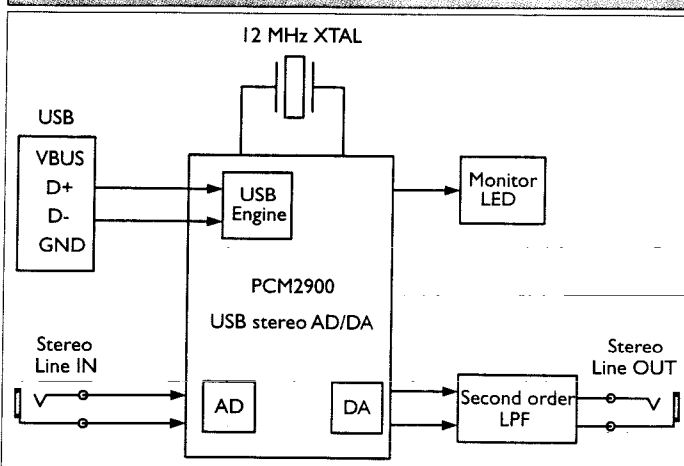 12 MHz XTAL
USB
VBUS
D+
D-
GND
USB
Engine
Monitor
LED
PCM2900
USB stereo AD/DA
Stereo
Line IN
Stereo
Line OUT
AD
DA
Second order
LPF